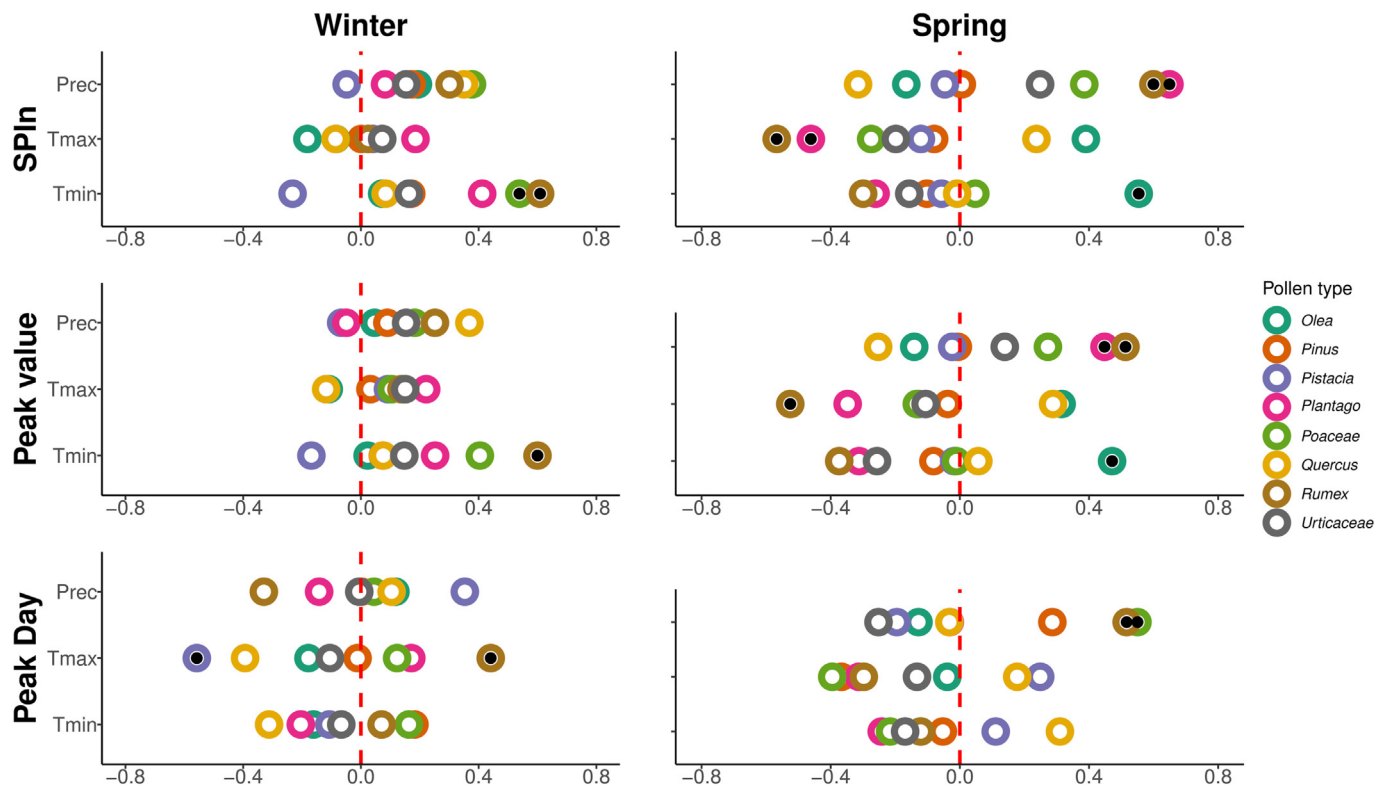 Winter
Spring
SPIn
Prec
Tmax
Tmin
−0.8 −0.4 0.0 0.4 0.8
−0.8 −0.4 0.0 0.4 0.8
Peak value
Prec
Tmax
Tmin
−0.8 −0.4 0.0 0.4 0.8
−0.8 −0.4 0.0 0.4 0.8
Peak Day
Prec
Tmax
Tmin
−0.8 −0.4 0.0 0.4 0.8
−0.8 −0.4 0.0 0.4 0.8
Pollen type
Olea
Pinus
Pistacia
Plantago
Poaceae
Quercus
Rumex
Urticaceae